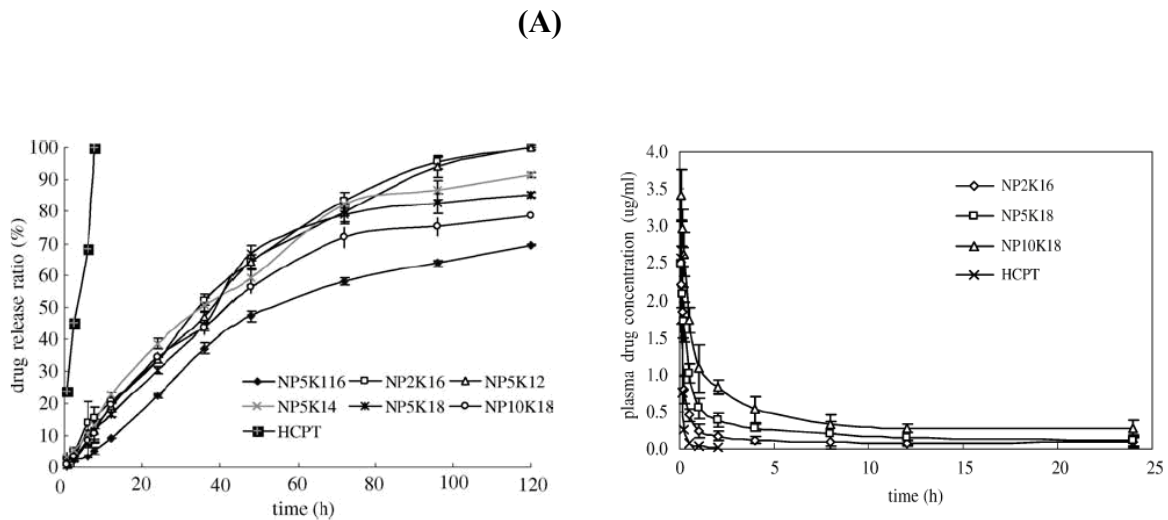 (A)
100
90
80
70
60
50
40
30
20
10
0
drug release ratio (%)
NP5K116 NP2K16 NP5K12
NP5K14 NP5K18 NP10K18
HCPT
0 20 40 60 80 100 120
time (h)
4.0
3.5
3.0
2.5
2.0
1.5
1.0
0.5
0.0
plasma drug concentration (ug/ml)
NP2K16
NP5K18
NP10K18
HCPT
0 5 10 15 20 25
time (h)